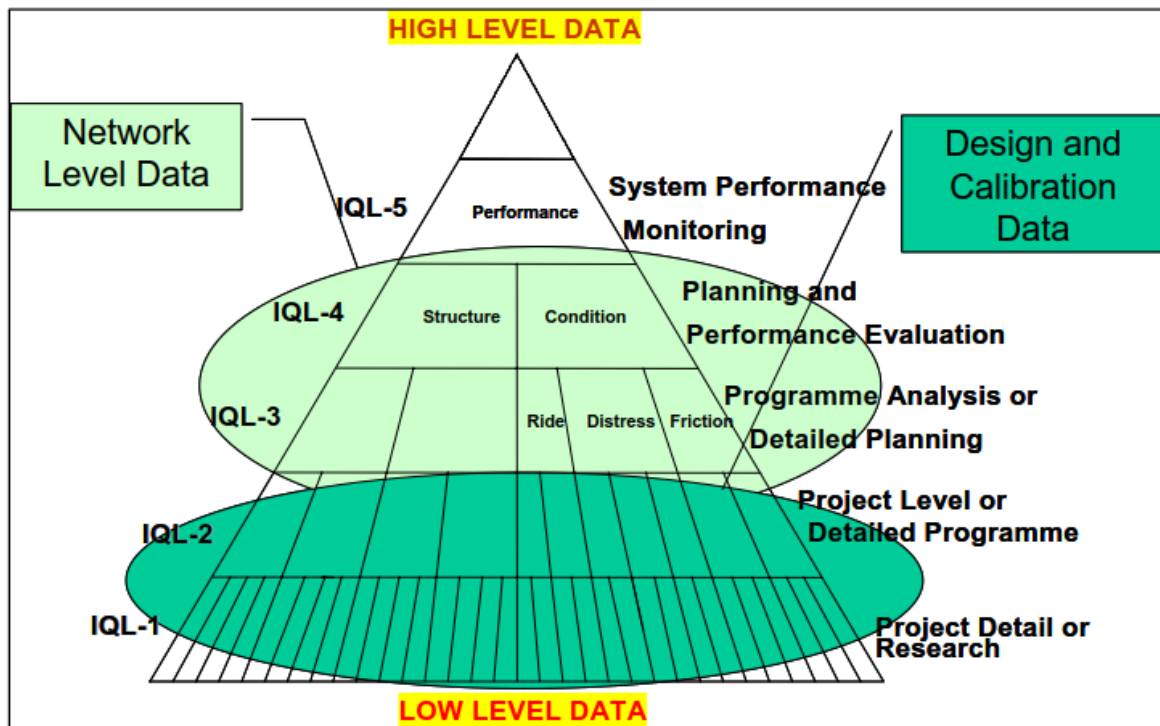 HIGH LEVEL DATA
Network
Level Data
Design and
Calibration
Data
IQL-5
Performance
System Performance
Monitoring
IQL-4
Structure
Condition
Planning and
Performance Evaluation
IQL-3
Ride
Distress
Friction
Programme Analysis or
Detailed Planning
IQL-2
Project Level or
Detailed Programme
IQL-1
Project Detail or
Research
LOW LEVEL DATA